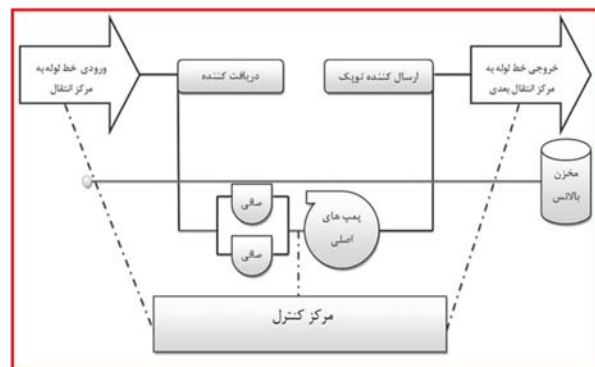 ورودی خط لوله به
مرکز انتقال
دریافت کننده
ارسال کننده توپک
خروجی خط لوله به
مرکز انتقال بعدی
مخزن
بالانس
صافی
صافی
پمپ های
اصلی
مرکز کنترل